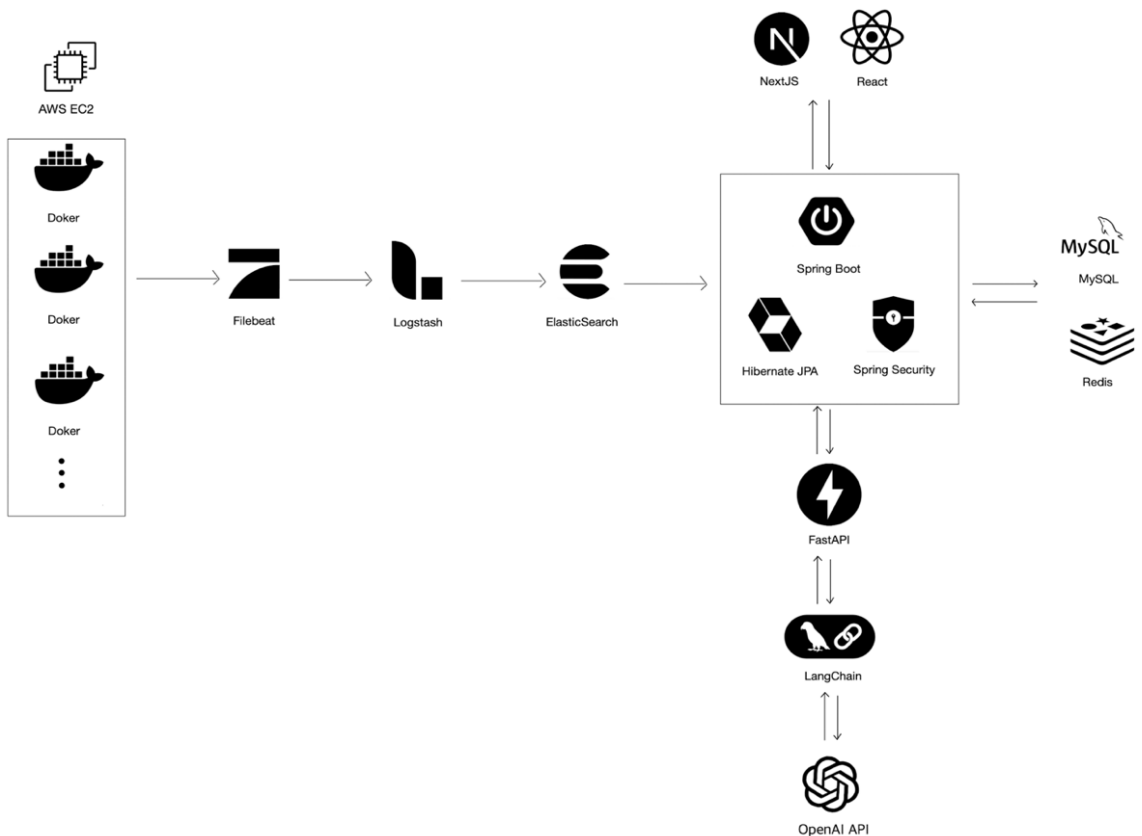 NextJS
React
AWS EC2
Doker
Doker
Doker
Filebeat
Logstash
ElasticSearch
Spring Boot
Hibernate JPA
Spring Security
MySQL
MySQL
Redis
FastAPI
LangChain
OpenAI API